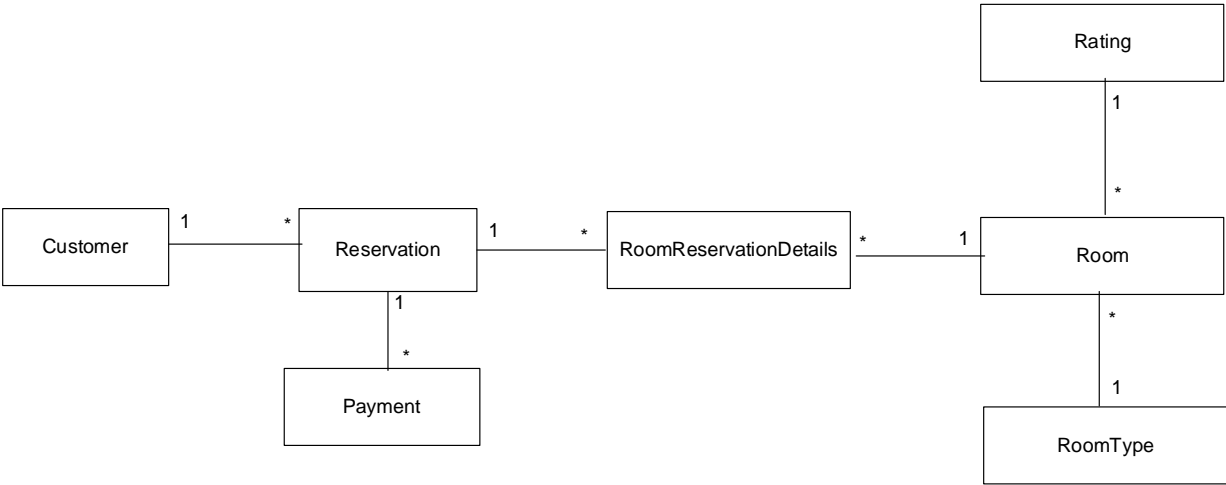 Rating
1
*
Customer
1
*
Reservation
1
*
RoomReservationDetails
*
1
Room
1
*
Payment
*
1
RoomType